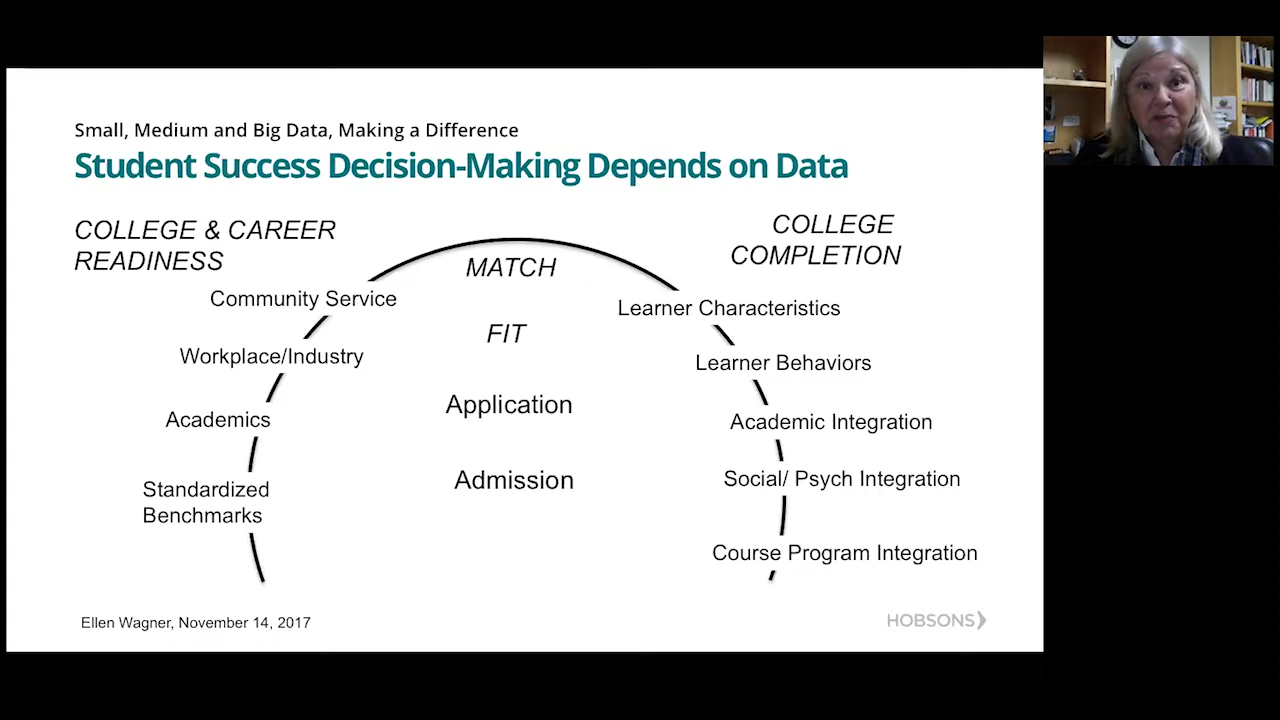 Small, Medium and Big Data, Making a Difference
Student Success Decision-Making Depends on Data
COLLEGE & CAREER
READINESS
Community Service
Workplace/Industry
Academics
Standardized
Benchmarks
MATCH
FIT
Application
Admission
COLLEGE
COMPLETION
Learner Characteristics
Learner Behaviors
Academic Integration
Social/ Psych Integration
Course Program Integration
Ellen Wagner, November 14, 2017
HOBSONS